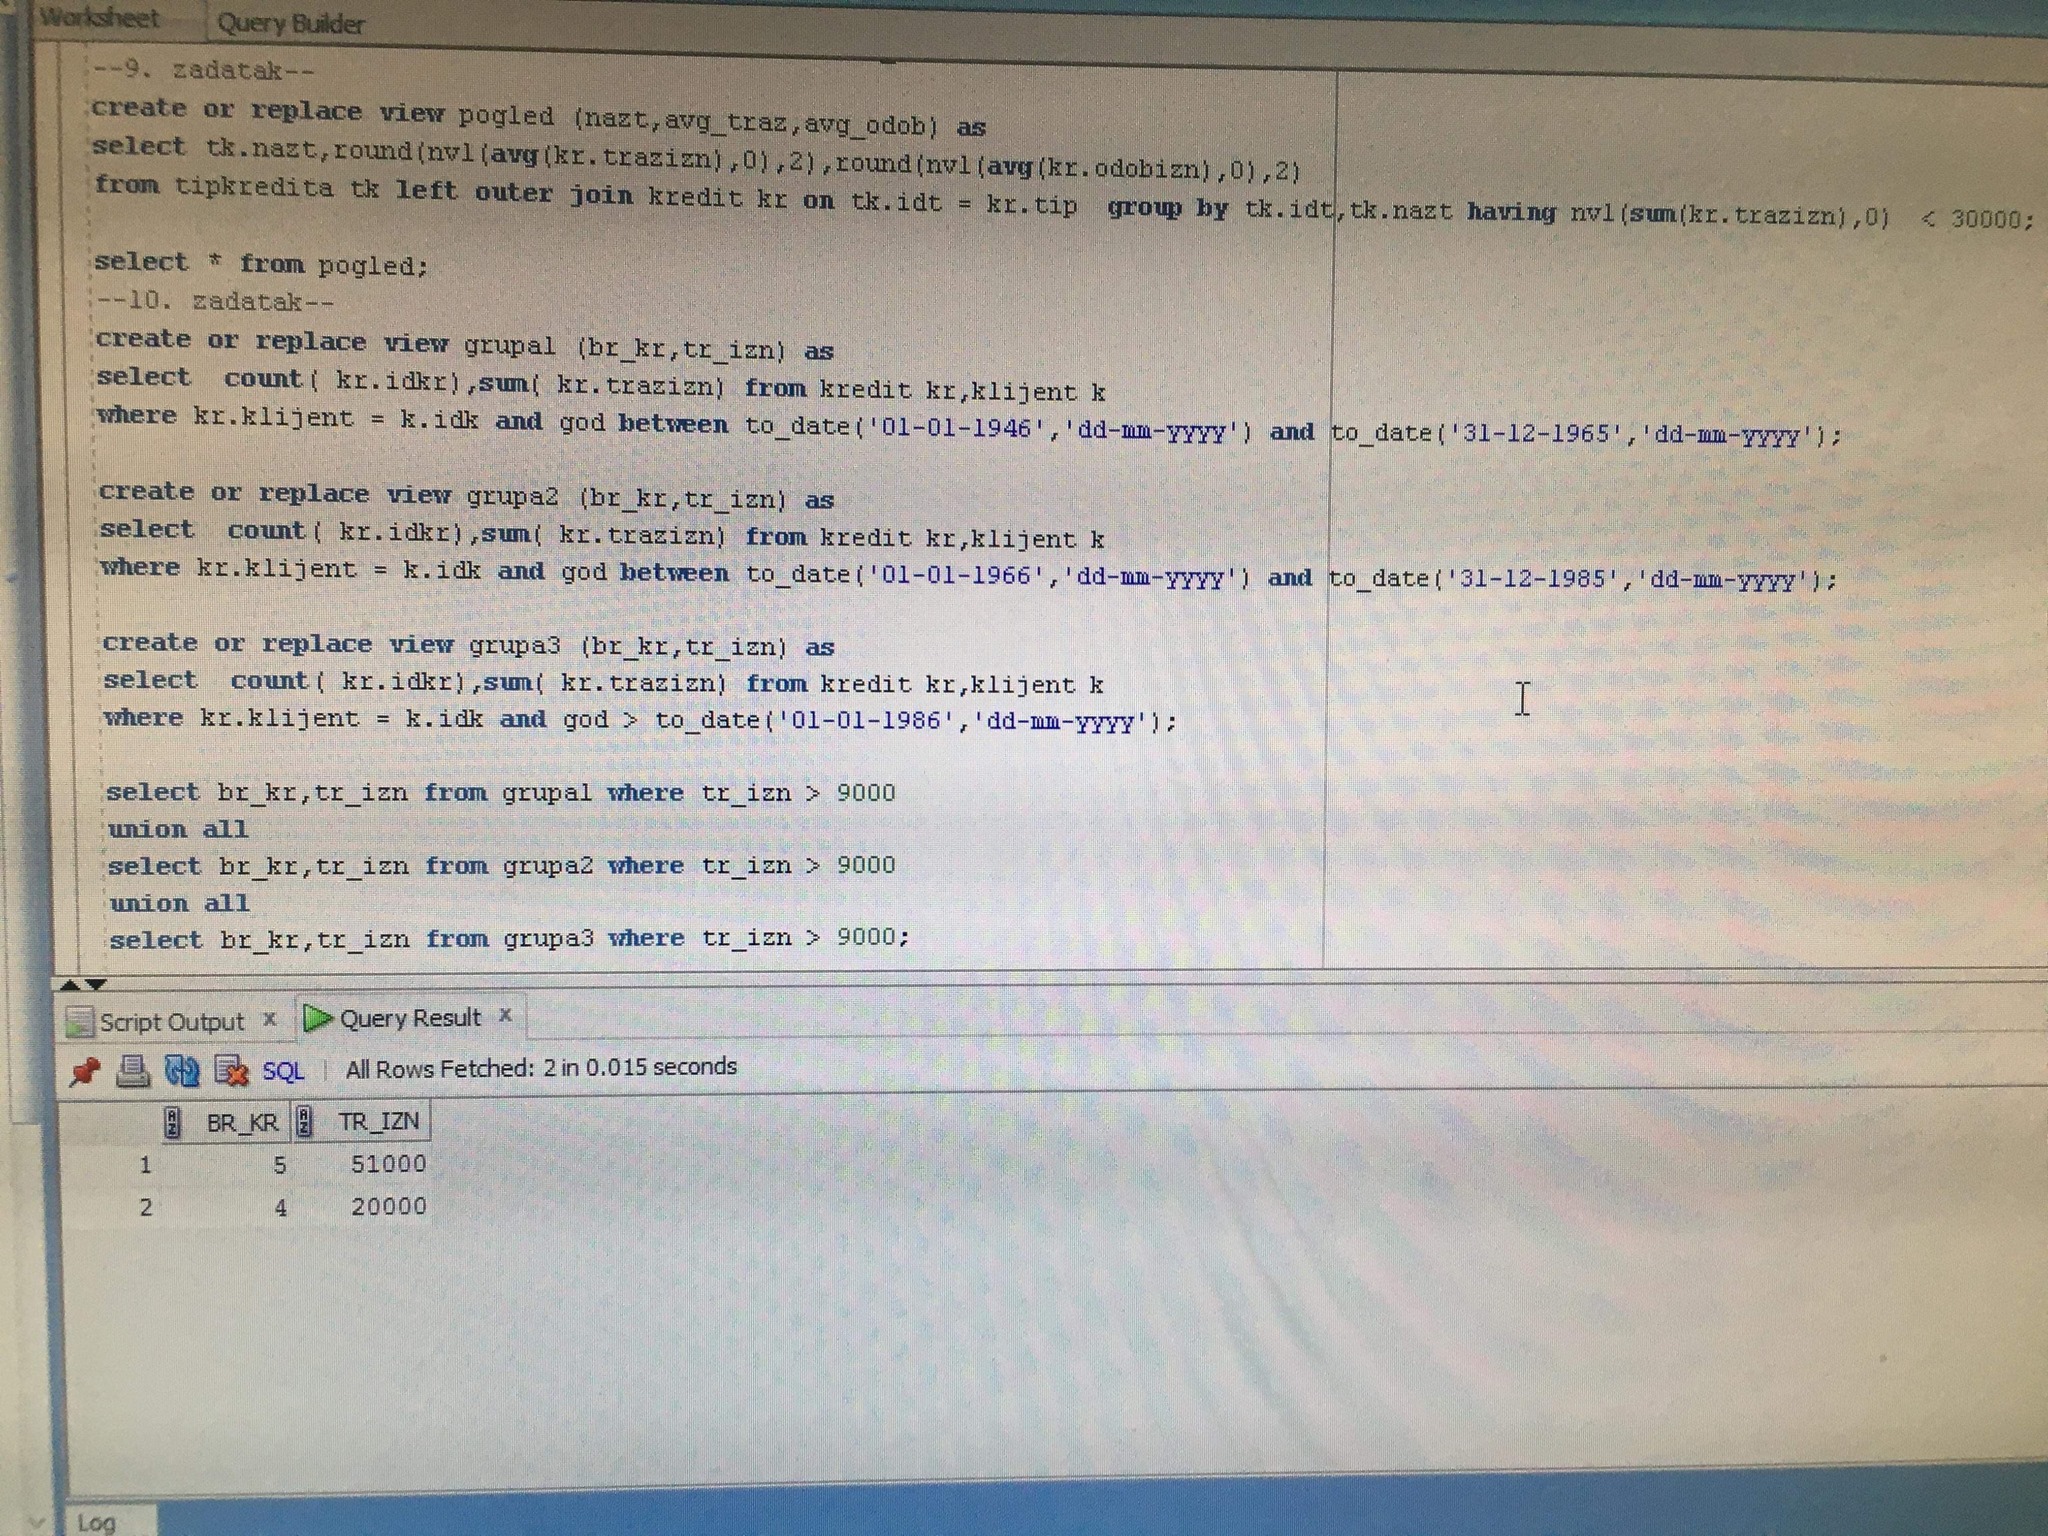 Worksheet Query Builder
--9. zadatak--
create or replace view pogled (nazt,avg_traz,avg_odob) as
select tk.nazt,round(nvl(avg(kr.trazizn),0),2),round(nvl(avg(kr.odobizn),0),2)
from tipkredita tk left outer join kredit kr on tk.idt = kr.tip  group by tk.idt,tk.nazt having nvl(sum(kr.trazizn),0)  < 30000;
select * from pogled;
--10. zadatak--
create or replace view grupa1 (br_kr,tr_izn) as
select  count( kr.idkr),sum( kr.trazizn) from kredit kr,klijent k
where kr.klijent = k.idk and god between to_date('01-01-1946','dd-mm-yyyy') and to_date('31-12-1965','dd-mm-yyyy');
create or replace view grupa2 (br_kr,tr_izn) as
select  count( kr.idkr),sum( kr.trazizn) from kredit kr,klijent k
where kr.klijent = k.idk and god between to_date('01-01-1966','dd-mm-yyyy') and to_date('31-12-1985','dd-mm-yyyy');
create or replace view grupa3 (br_kr,tr_izn) as
select  count( kr.idkr),sum( kr.trazizn) from kredit kr,klijent k
where kr.klijent = k.idk and god > to_date('01-01-1986','dd-mm-yyyy');
select br_kr,tr_izn from grupa1 where tr_izn > 9000
union all
select br_kr,tr_izn from grupa2 where tr_izn > 9000
union all
select br_kr,tr_izn from grupa3 where tr_izn > 9000;
Script Output x Query Result x
SQL | All Rows Fetched: 2 in 0.015 seconds
BR_KR TR_IZN
1 5 51000
2 4 20000
Log